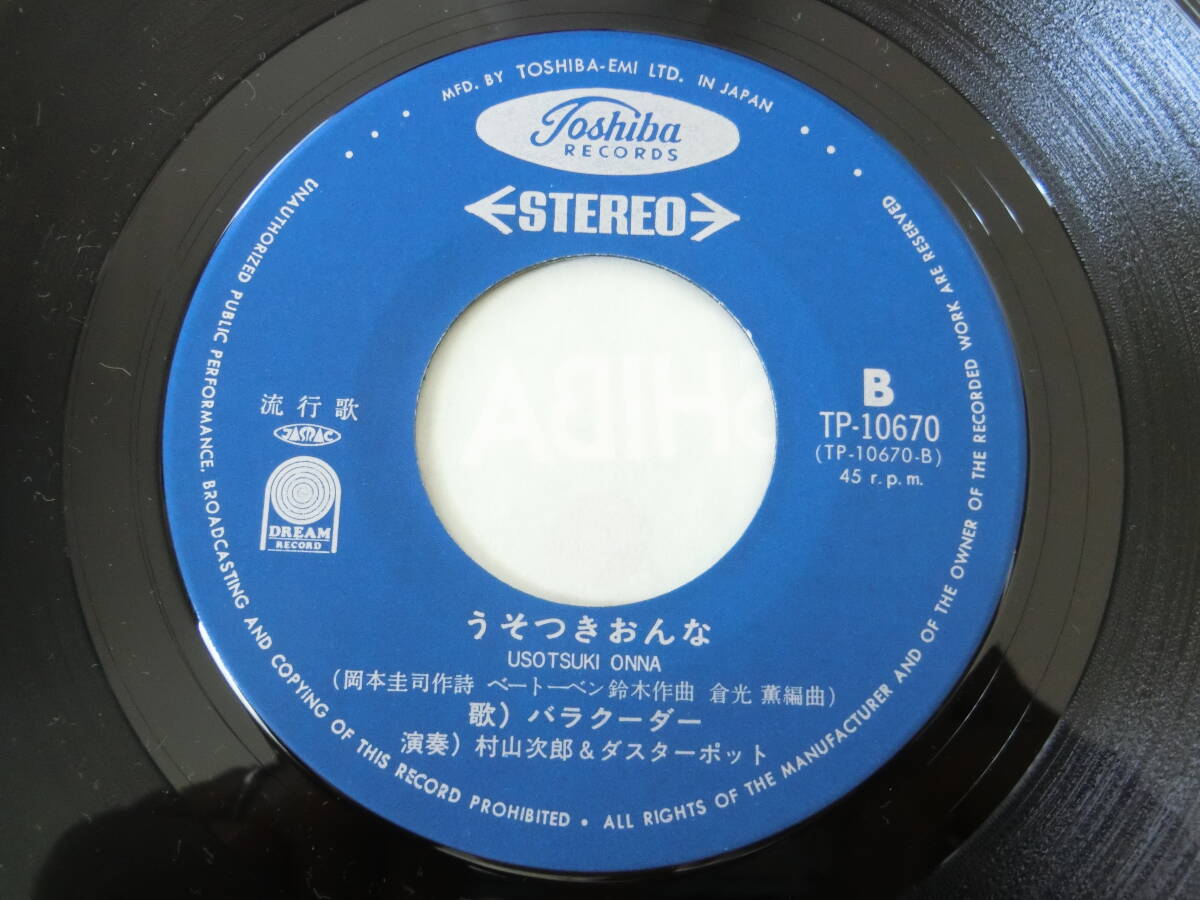 MFD. BY TOSHIBA-EMI LTD. IN JAPAN
Toshiba
RECORDS
STEREO
流行歌
JASRAC
DREAM
RECORD
B
TP-10670
(TP-10670-B)
45 r.p.m.
うそつきおんな
USOTSUKI ONNA
(岡本圭司作詩 ベートーベン鈴木作曲 倉光 薫編曲)
歌) バラクーダー
演奏) 村山次郎&ダスターポット
UNAUTHORIZED PUBLIC PERFORMANCE, BROADCASTING AND COPYING OF THIS RECORD PROHIBITED • ALL RIGHTS OF THE MANUFACTURER AND OF THE OWNER OF THE RECORDED WORK ARE RESERVED
HIBA